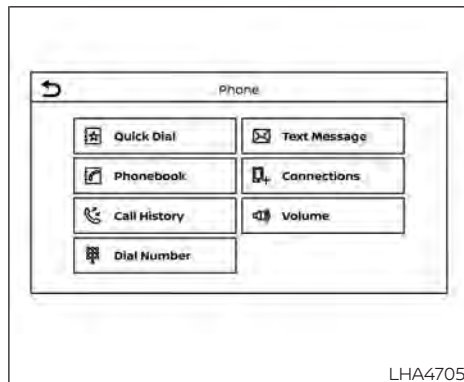 Phone
Quick Dial
Text Message
Phonebook
Connections
Call History
Volume
Dial Number
LHA4705